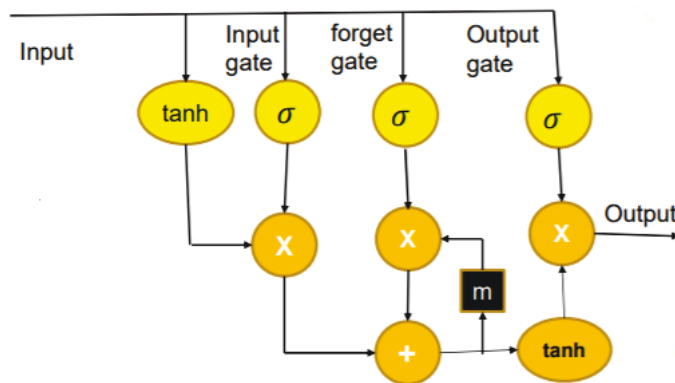 Input
Input
gate
forget
gate
Output
gate
tanh
σ
σ
σ
X
X
X
Output
m
+
tanh